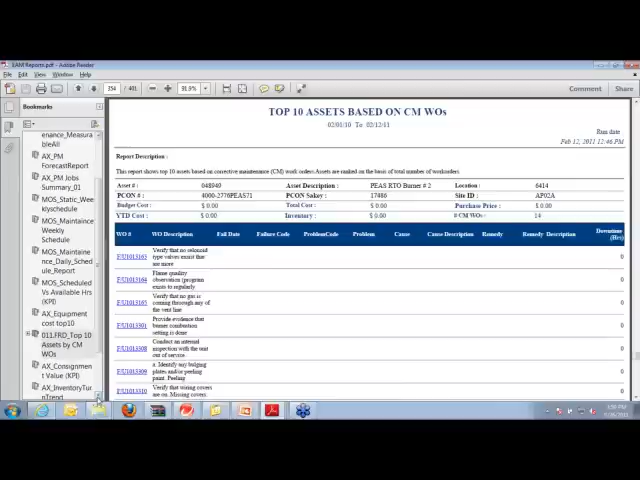 EAM Reports.pdf - Adobe Reader
File Edit View Window Help
354 / 401 91.9% Comment Share
Bookmarks
enance_Measura
bleAll
AX_PM
ForecastReport
AX_PM Jobs
Summary_01
MOS_Static_Wee
klyschedule
MOS_Maintaince
Weekly
Schedule
MOS_Maintaine
nce_Daily_Sched
ule_Report
MOS_Scheduled
Vs Available Hrs
(KPI)
AX_Equipment
cost top10
011.FRD_Top 10
Assets by CM
WOs
AX_Consignmen
t Value (KPI)
AX_InventoryTur
nTrend
TOP 10 ASSETS BASED ON CM WOs
02/01/10 To 02/12/11
Run date
Feb 12, 2011 12:46 PM
Report Description :
This report shows top 10 assets based on corrective maintenance (CM) work orders.Assets are ranked on the basis of total number of workorders.
Asset # : 048949 Asset Description : PEAS RTO Burner # 2 Location : 6414
PCON # : 4000-2776PEAS71 PCON Sakey : 17486 Site ID : AP02A
Budget Cost : $ 0.00 Total Cost : $ 0.00 Purchase Price : $ 0.00
YTD Cost : $ 0.00 Inventory : $ 0.00 # CM WOs - 14
WO # WO Description Fail Date Failure Code ProblemCode Problem Cause Cause Description Remedy Remedy Description Downtime (Hrs)
F/U1013163 Verify that no selenoid
type valves exsist that
are more 0
F/U1013164 Flame quality
observation (program
exists to regularly 0
F/U1013165 Verify that no gas is
coming through any of
the vent line 0
F/U1013301 Provide evidence that
burner combustion
setting is done 0
F/U1013308 Conduct an internal
inspection with the unit
out of service 0
a. Identify any bulging
plates and/or peeling
paint. Peeling 0
F/U1013310 Verify that wiring covers
are on. Missing covers 0